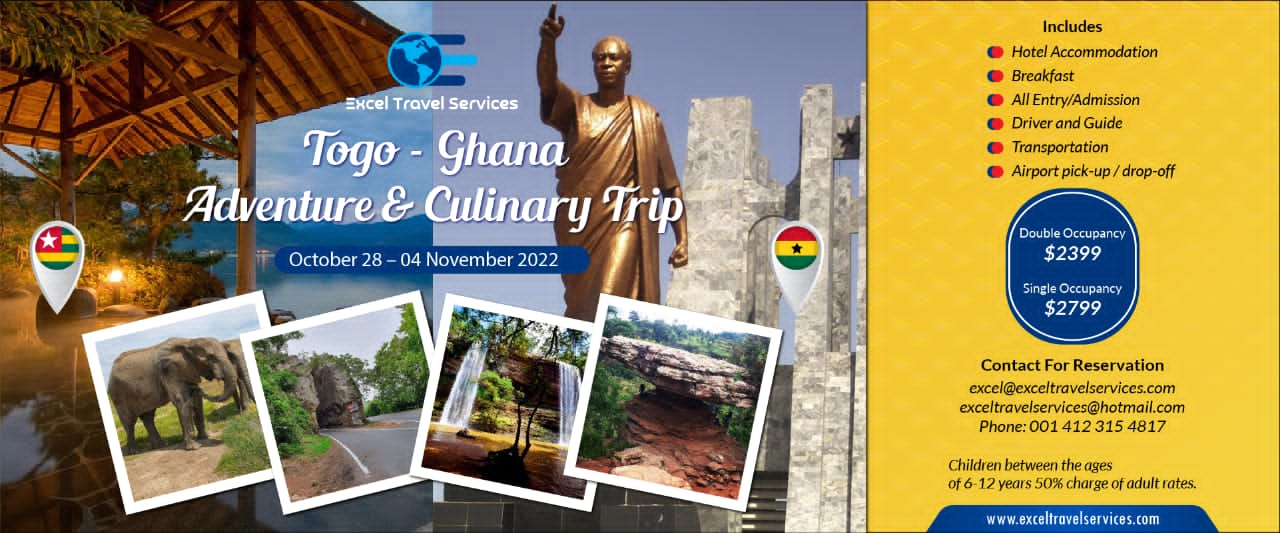 Excel Travel Services
Togo - Ghana
Adventure & Culinary Trip
October 28 – 04 November 2022
Includes
Hotel Accommodation
Breakfast
All Entry/Admission
Driver and Guide
Transportation
Airport pick-up / drop-off
Double Occupancy
$2399
Single Occupancy
$2799
Contact For Reservation
excel@exceltravelservices.com
exceltravelservices@hotmail.com
Phone: 001 412 315 4817
Children between the ages
of 6-12 years 50% charge of adult rates.
www.exceltravelservices.com